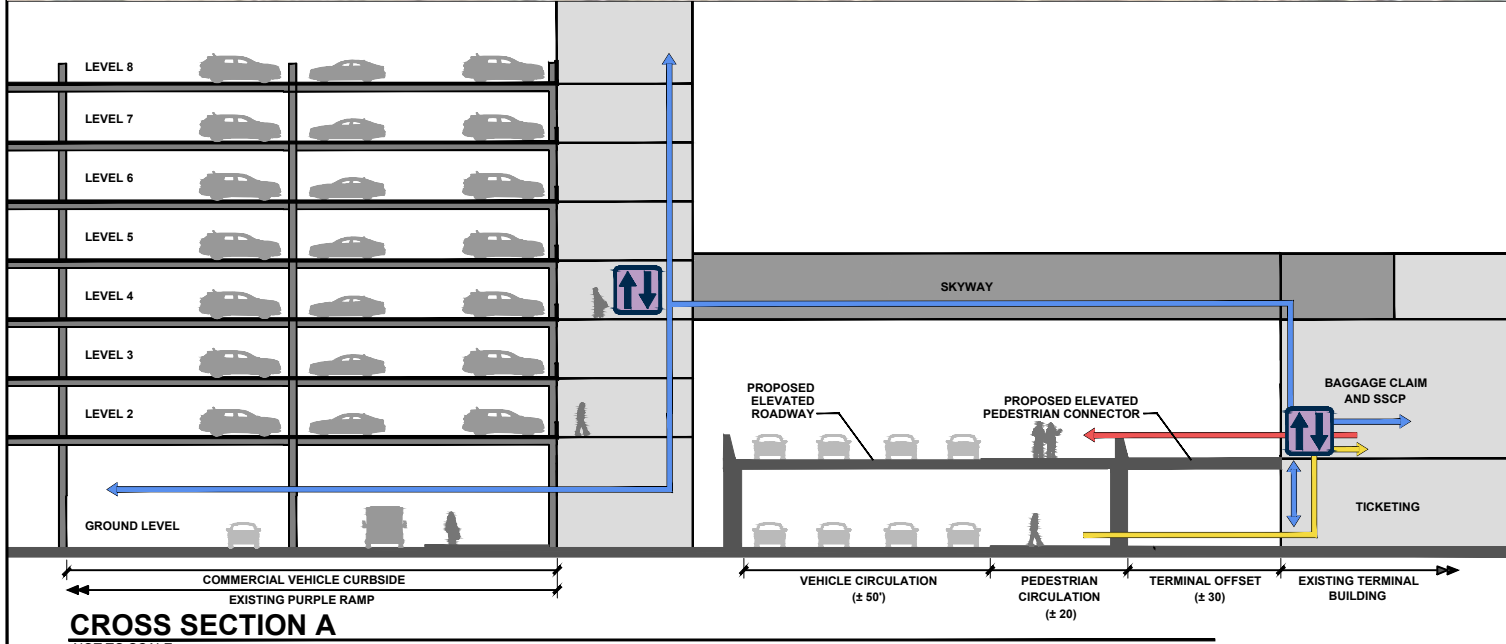 LEVEL 8
LEVEL 7
LEVEL 6
LEVEL 5
LEVEL 4
LEVEL 3
LEVEL 2
GROUND LEVEL
SKYWAY
PROPOSED
ELEVATED
ROADWAY
PROPOSED ELEVATED
PEDESTRIAN CONNECTOR
BAGGAGE CLAIM
AND SSCP
TICKETING
COMMERCIAL VEHICLE CURBSIDE
EXISTING PURPLE RAMP
VEHICLE CIRCULATION
(± 50')
PEDESTRIAN
CIRCULATION
(± 20)
TERMINAL OFFSET
(± 30)
EXISTING TERMINAL
BUILDING
CROSS SECTION A